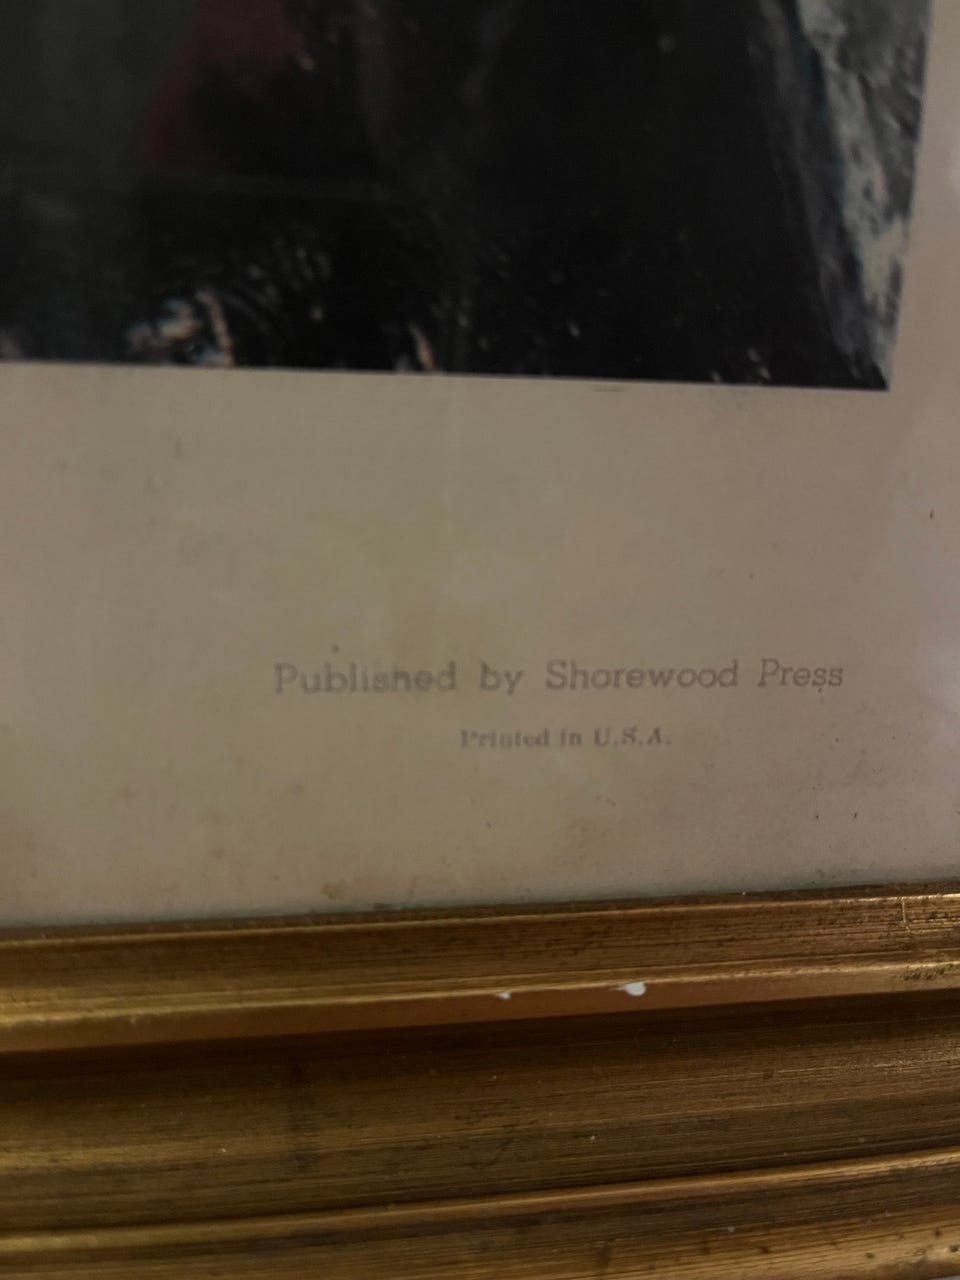 Published by Shorewood Press
Printed in U.S.A.